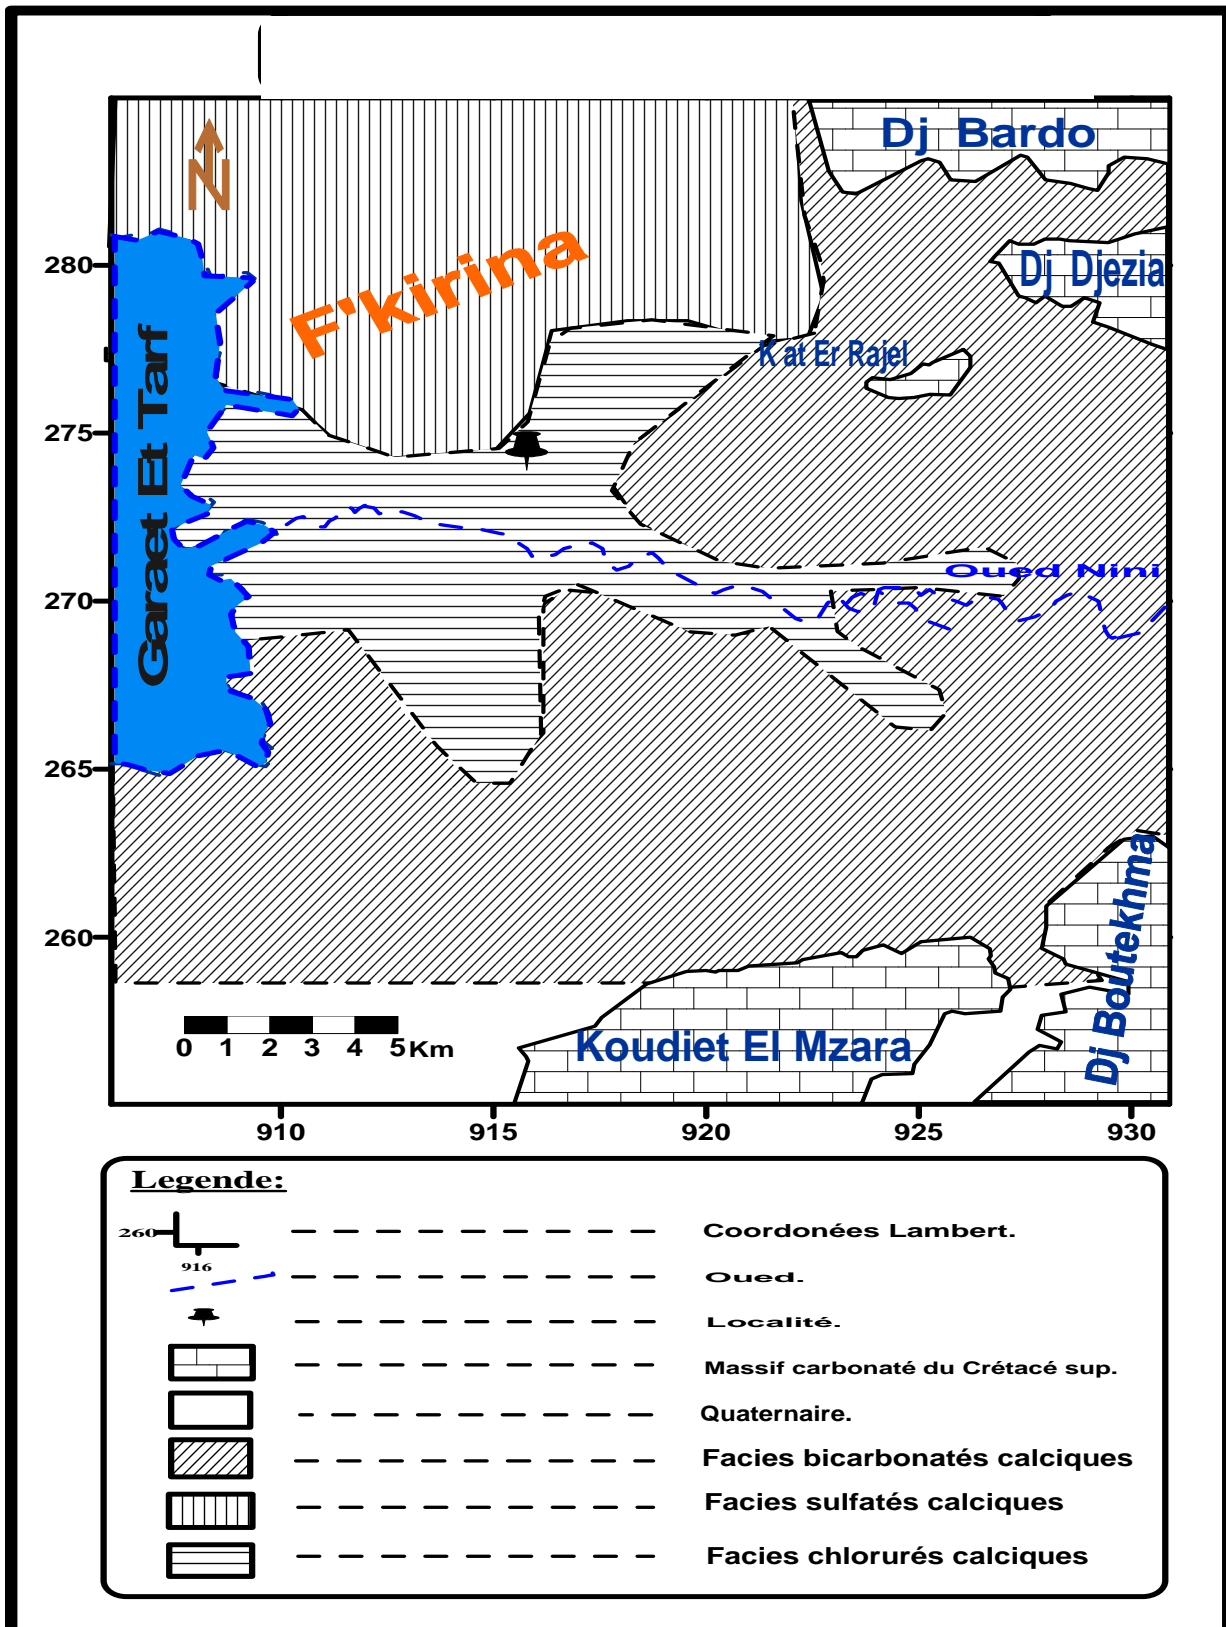 Dj Bardo
N
F'kirina
280
Dj Djezia
K at Er Rajel
Garaet Et Tarf
275
Oued Nini
270
265
Dj Boutekhma
260
Koudiet El Mzara
0 1 2 3 4 5Km
910 915 920 925 930
Legende:
260
916
Coordonées Lambert.
Oued.
Localité.
Massif carbonaté du Crétacé sup.
Quaternaire.
Facies bicarbonatés calciques
Facies sulfatés calciques
Facies chlorurés calciques